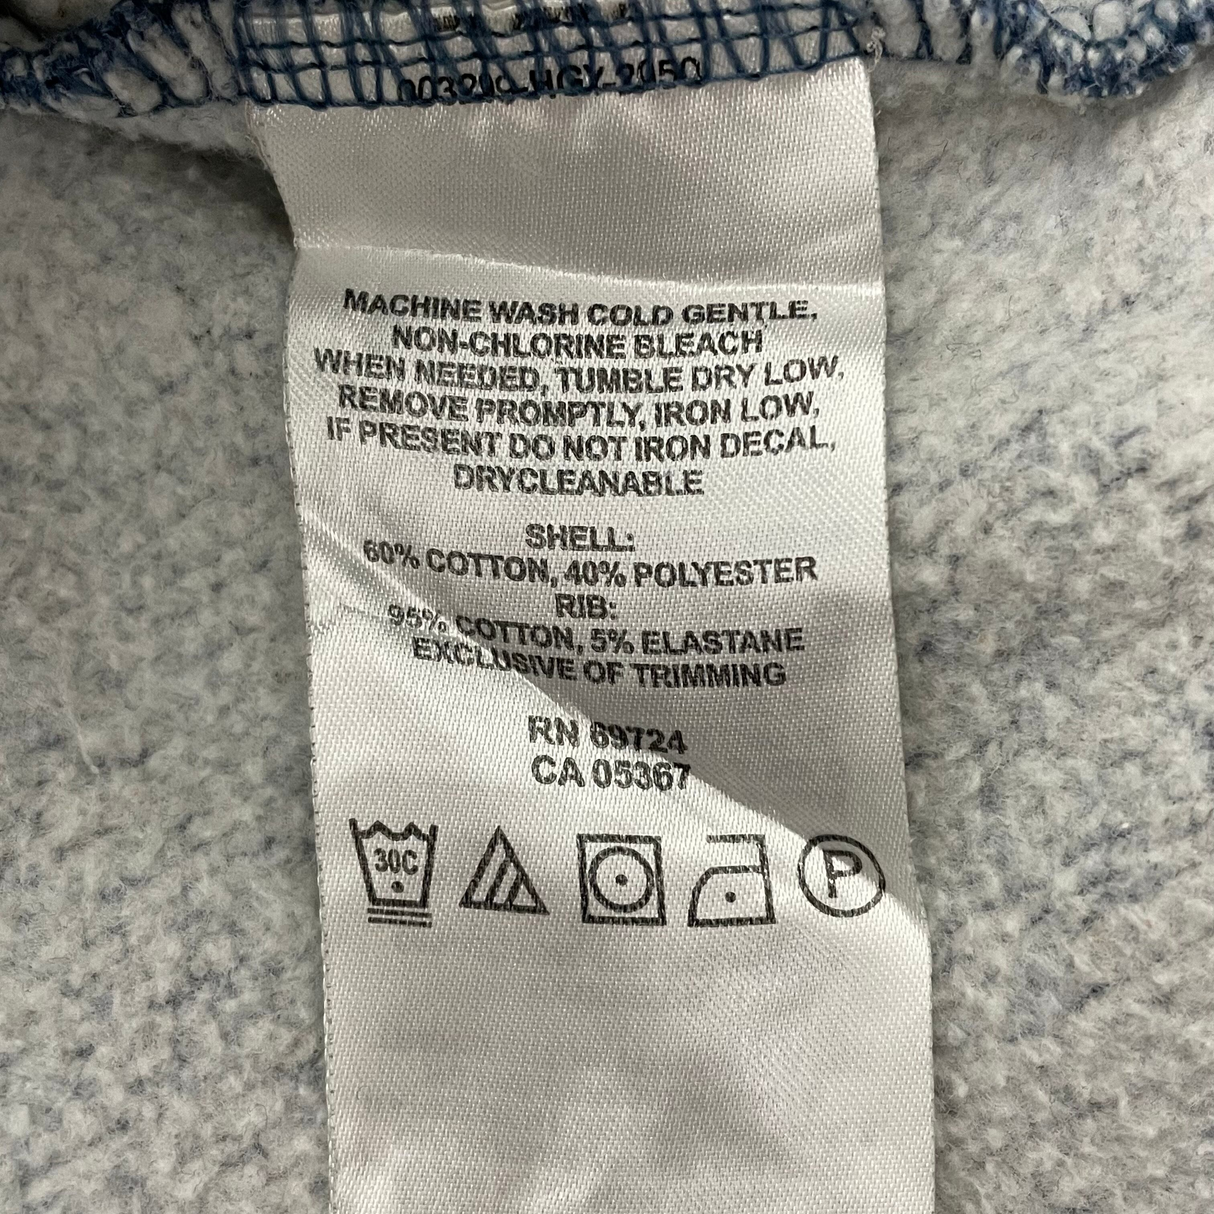 MACHINE WASH COLD GENTLE,
NON-CHLORINE BLEACH
WHEN NEEDED, TUMBLE DRY LOW,
REMOVE PROMPTLY, IRON LOW,
IF PRESENT DO NOT IRON DECAL,
DRYCLEANABLE
SHELL:
60% COTTON, 40% POLYESTER
RIB:
95% COTTON, 5% ELASTANE
EXCLUSIVE OF TRIMMING
RN 69724
CA 05367
30C
P